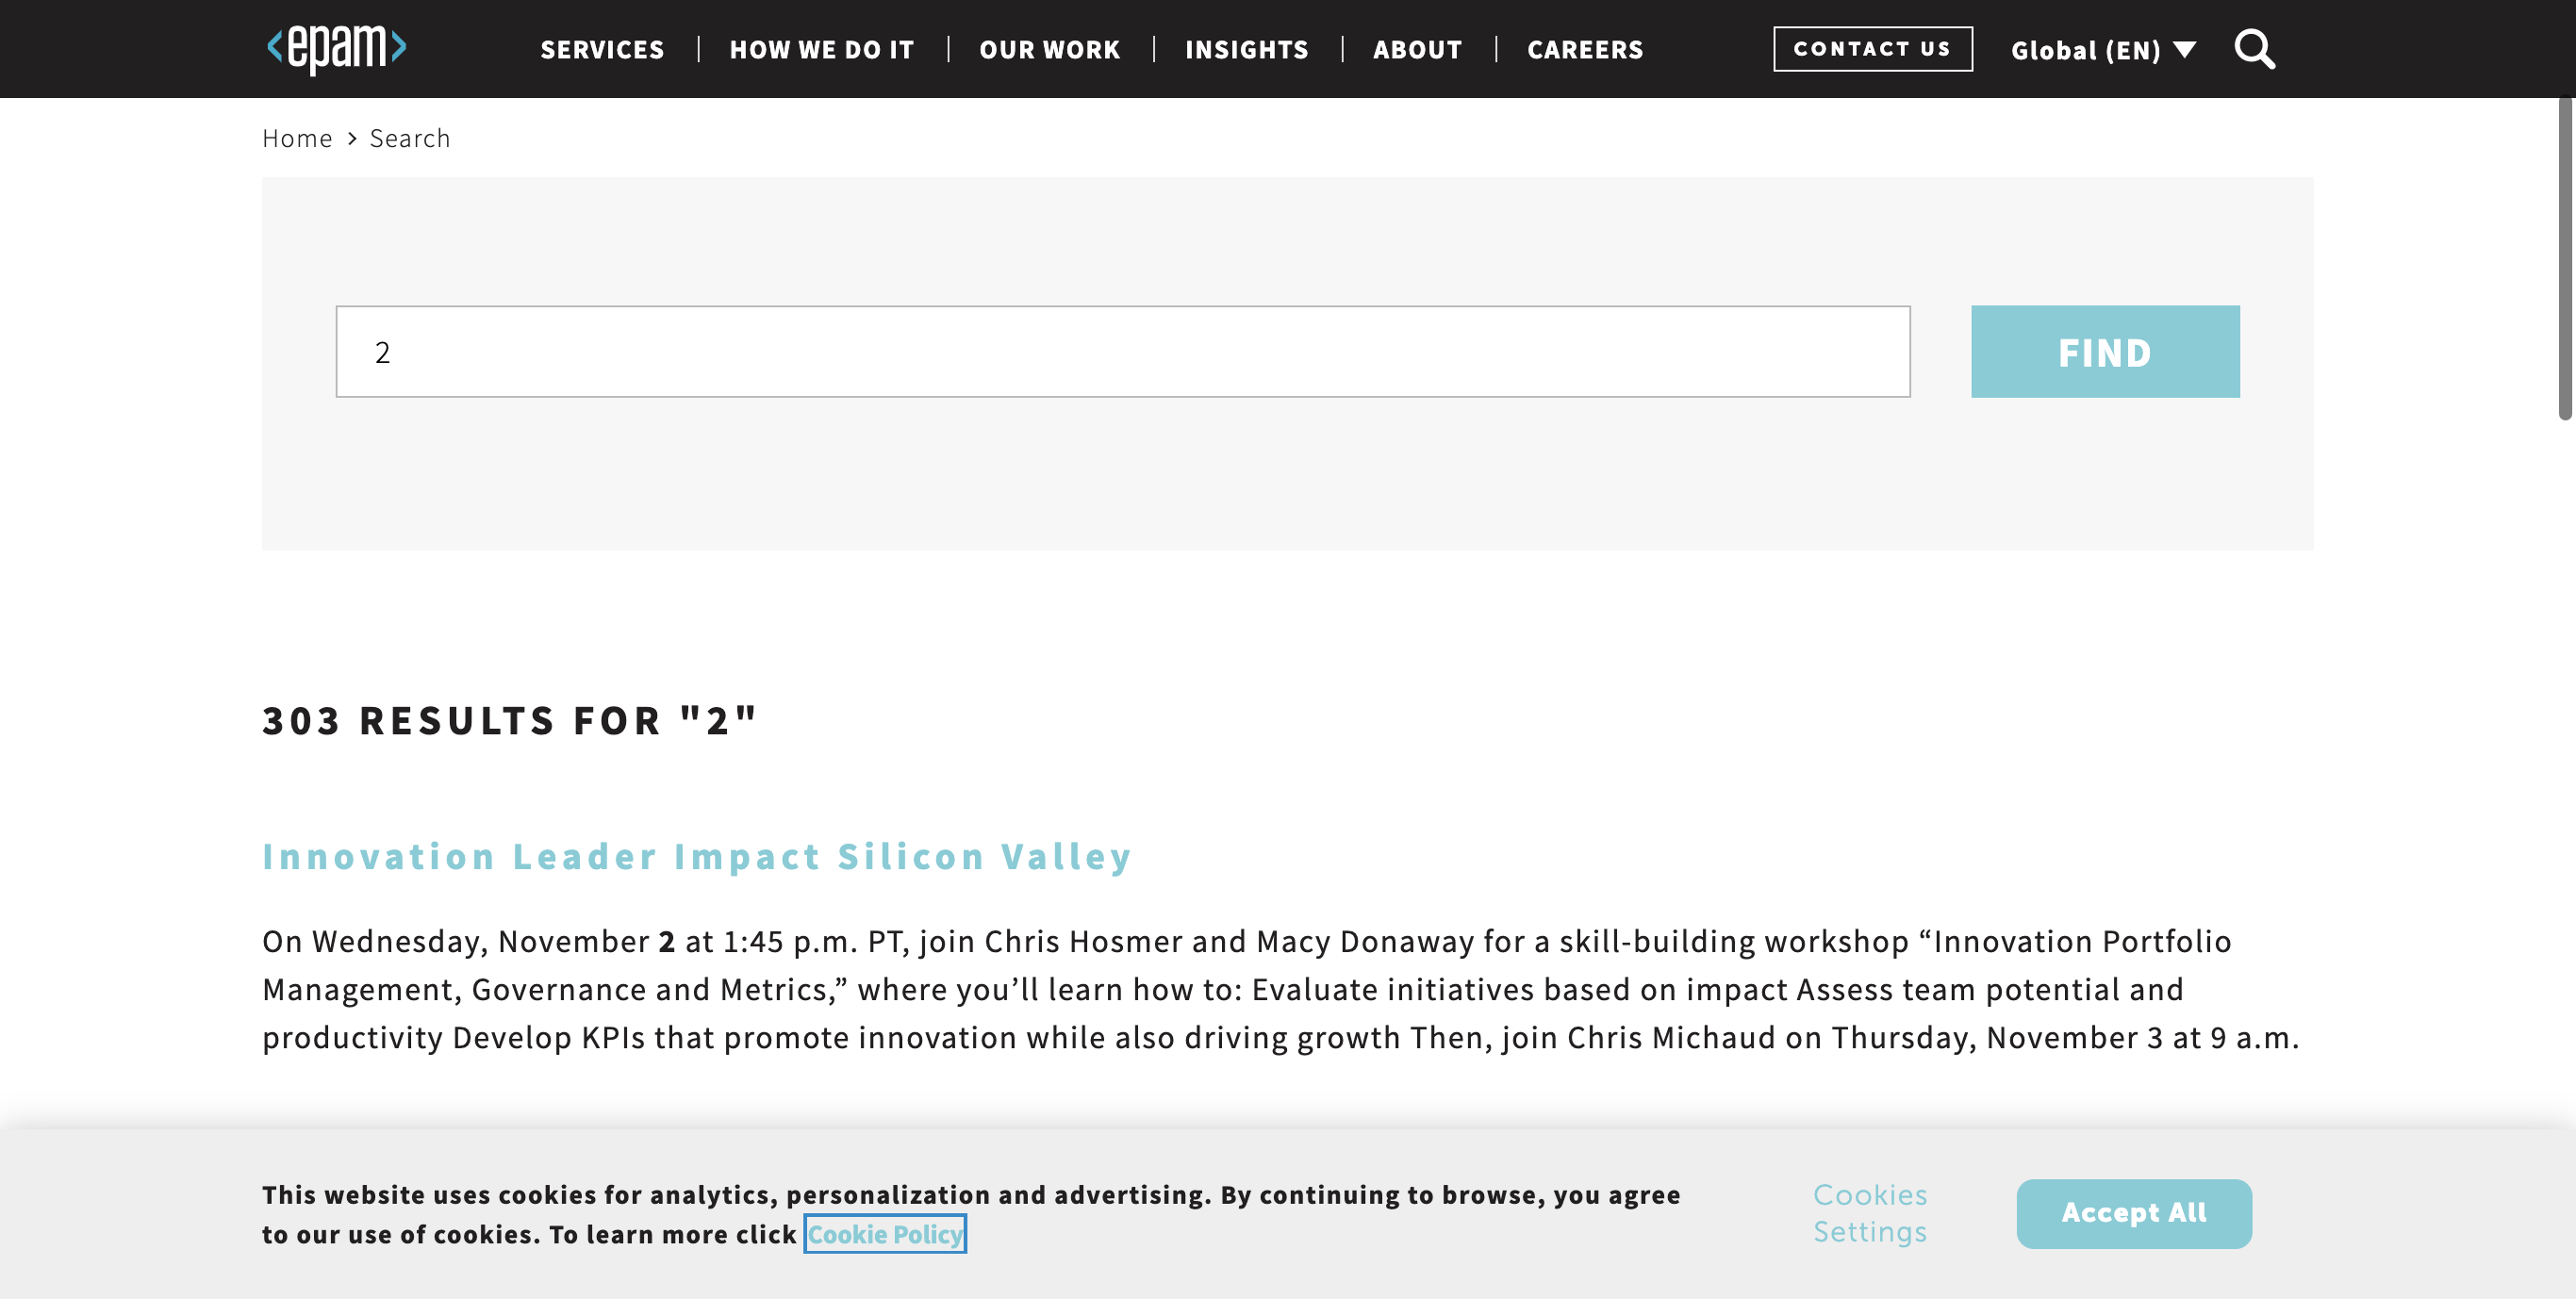 <epam>
SERVICES | HOW WE DO IT | OUR WORK | INSIGHTS | ABOUT | CAREERS
CONTACT US
Global (EN)
Home > Search
2
FIND
303 RESULTS FOR "2"
Innovation Leader Impact Silicon Valley
On Wednesday, November 2 at 1:45 p.m. PT, join Chris Hosmer and Macy Donaway for a skill-building workshop “Innovation Portfolio
Management, Governance and Metrics,” where you’ll learn how to: Evaluate initiatives based on impact Assess team potential and
productivity Develop KPIs that promote innovation while also driving growth Then, join Chris Michaud on Thursday, November 3 at 9 a.m.
This website uses cookies for analytics, personalization and advertising. By continuing to browse, you agree
to our use of cookies. To learn more click Cookie Policy
Cookies
Settings
Accept All